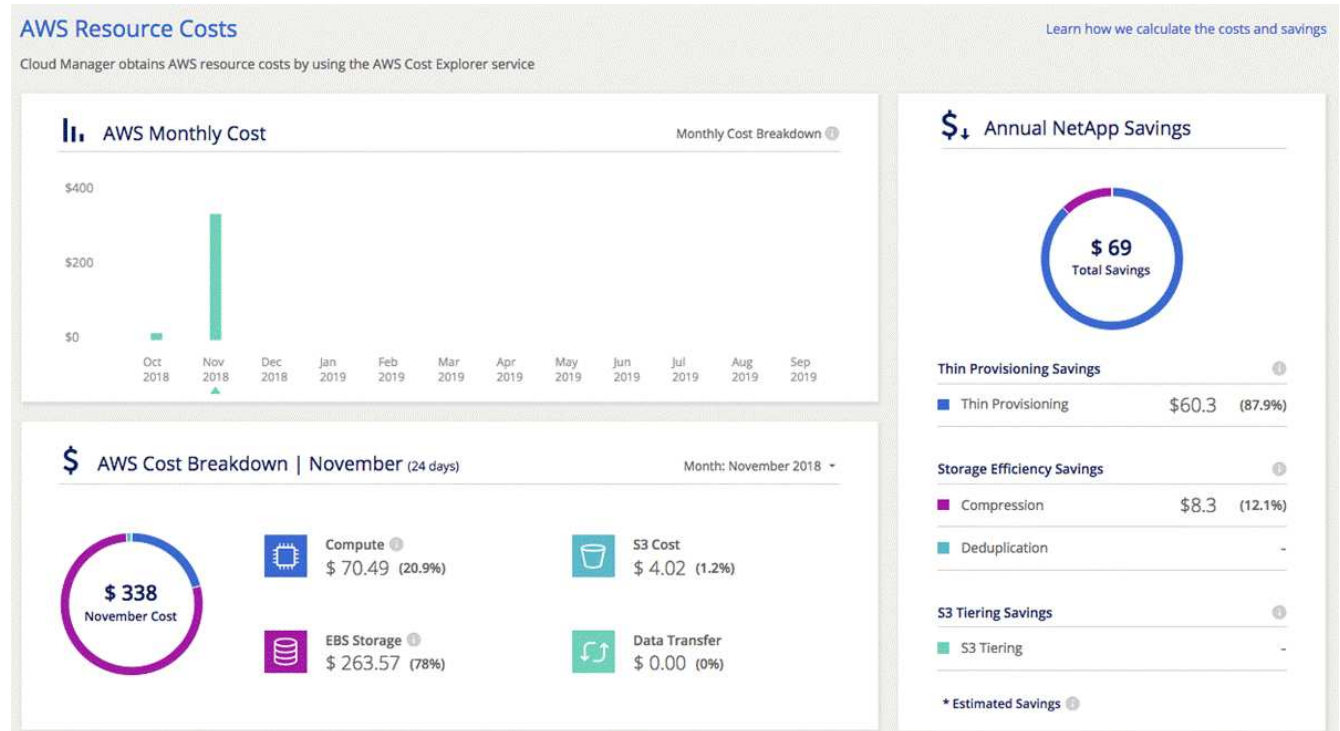 AWS Resource Costs
Learn how we calculate the costs and savings
Cloud Manager obtains AWS resource costs by using the AWS Cost Explorer service
AWS Monthly Cost
Monthly Cost Breakdown
$400
$200
$0
Oct Nov Dec Jan Feb Mar Apr May Jun Jul Aug Sep
2018 2018 2018 2019 2019 2019 2019 2019 2019 2019 2019 2019
$ AWS Cost Breakdown | November (24 days)
Month: November 2018
$ 338
November Cost
Compute
$ 70.49 (20.9%)
S3 Cost
$ 4.02 (1.2%)
EBS Storage
$ 263.57 (78%)
Data Transfer
$ 0.00 (0%)
$ Annual NetApp Savings
$ 69
Total Savings
Thin Provisioning Savings
Thin Provisioning $60.3 (87.9%)
Storage Efficiency Savings
Compression $8.3 (12.1%)
Deduplication -
S3 Tiering Savings
S3 Tiering -
* Estimated Savings